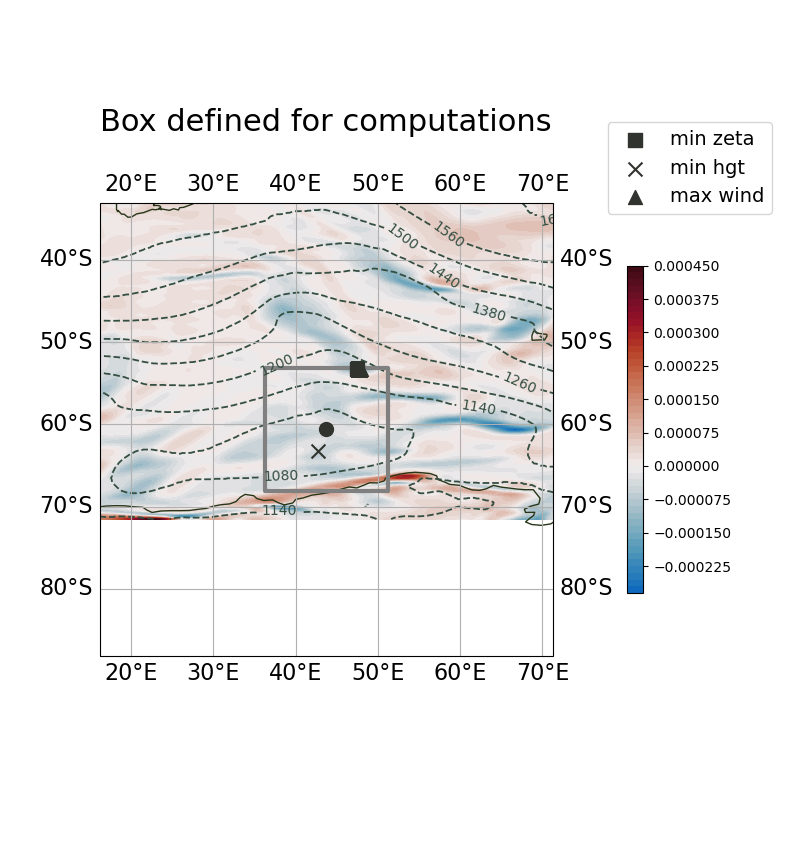 Box defined for computations
min zeta
min hgt
max wind
20°E 30°E 40°E 50°E 60°E 70°E
40°S 40°S
50°S 50°S
60°S 60°S
70°S 70°S
80°S 80°S
20°E 30°E 40°E 50°E 60°E 70°E
1500
1560
1440
1380
1200
1260
1140
1080
1140
0.000450
0.000375
0.000300
0.000225
0.000150
0.000075
0.000000
−0.000075
−0.000150
−0.000225